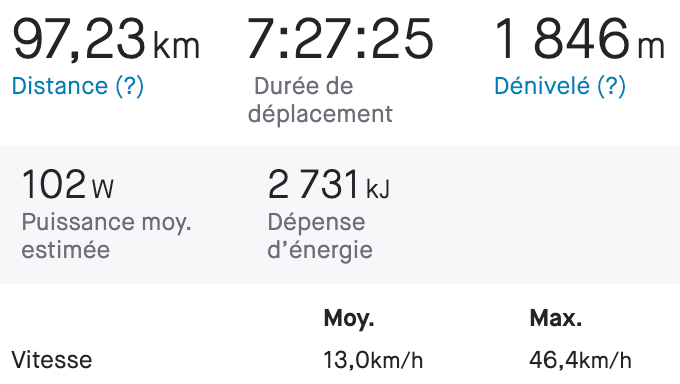 97,23 km 7:27:25 1 846 m
Distance (?) Durée de Dénivelé (?)
déplacement
102 W 2 731 kJ
Puissance moy. Dépense
estimée d’énergie
Moy. Max.
Vitesse 13,0km/h 46,4km/h